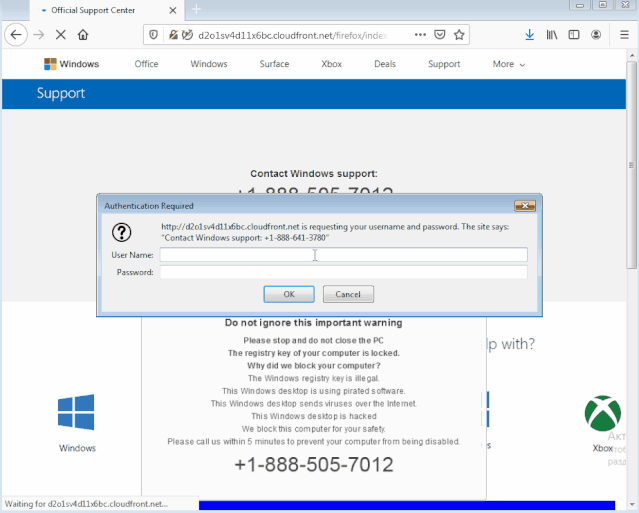 Official Support Center
d2o1sv4d11x6bc.cloudfront.net/firefox/index
Windows Office Windows Surface Xbox Deals Support More
Support
Contact Windows support:
+1-888-505-7012
Authentication Required
http://d2o1sv4d11x6bc.cloudfront.net is requesting your username and password. The site says:
"Contact Windows support: +1-888-641-3780"
User Name:
Password:
OK Cancel
Do not ignore this important warning
Please stop and do not close the PC
The registry key of your computer is locked.
Why did we block your computer?
The Windows registry key is illegal.
This Windows desktop is using pirated software.
This Windows desktop sends viruses over the Internet.
This Windows desktop is hacked
We block this computer for your safety.
Please call us within 5 minutes to prevent your computer from being disabled.
+1-888-505-7012
lp with?
Windows
s
Xbox
Waiting for d2o1sv4d11x6bc.cloudfront.net...